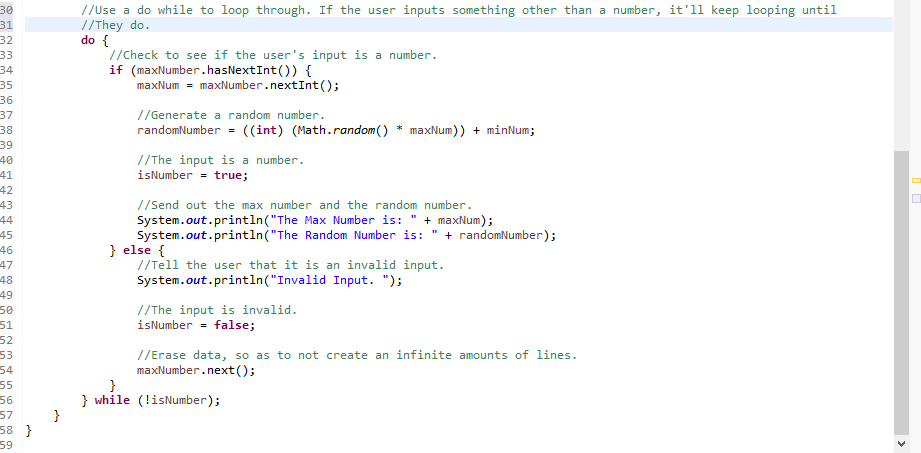 30 //Use a do while to loop through. If the user inputs something other than a number, it'll keep looping until
31 //They do.
32 do {
33 //Check to see if the user's input is a number.
34 if (maxNumber.hasNextInt()) {
35 maxNum = maxNumber.nextInt();
36
37 //Generate a random number.
38 randomNumber = ((int) (Math.random() * maxNum)) + minNum;
39
40 //The input is a number.
41 isNumber = true;
42
43 //Send out the max number and the random number.
44 System.out.println("The Max Number is: " + maxNum);
45 System.out.println("The Random Number is: " + randomNumber);
46 } else {
47 //Tell the user that it is an invalid input.
48 System.out.println("Invalid Input. ");
49
50 //The input is invalid.
51 isNumber = false;
52
53 //Erase data, so as to not create an infinite amounts of lines.
54 maxNumber.next();
55 }
56 } while (!isNumber);
57 }
58 }
59